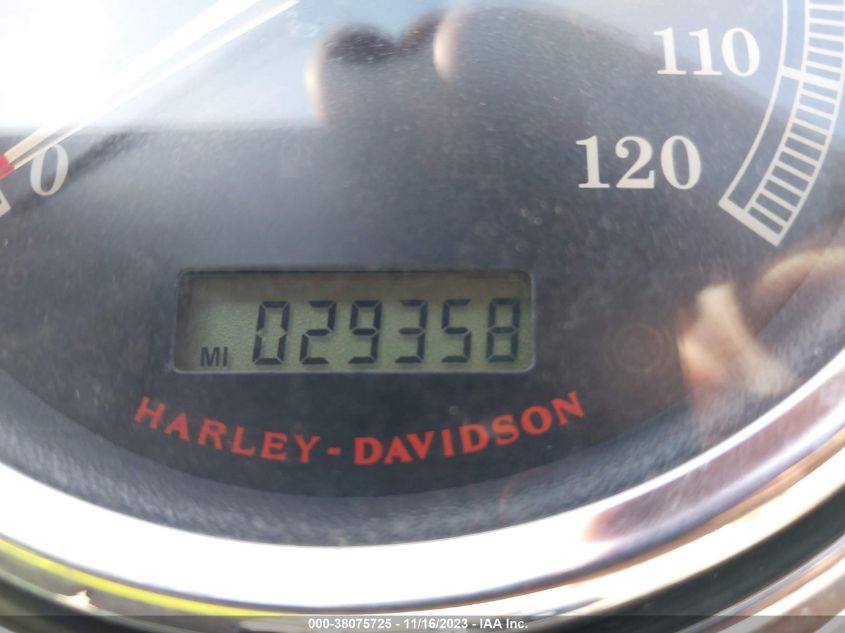 110
0
120
MI 029358
HARLEY-DAVIDSON
000-38075725 - 11/16/2023 - IAA Inc.